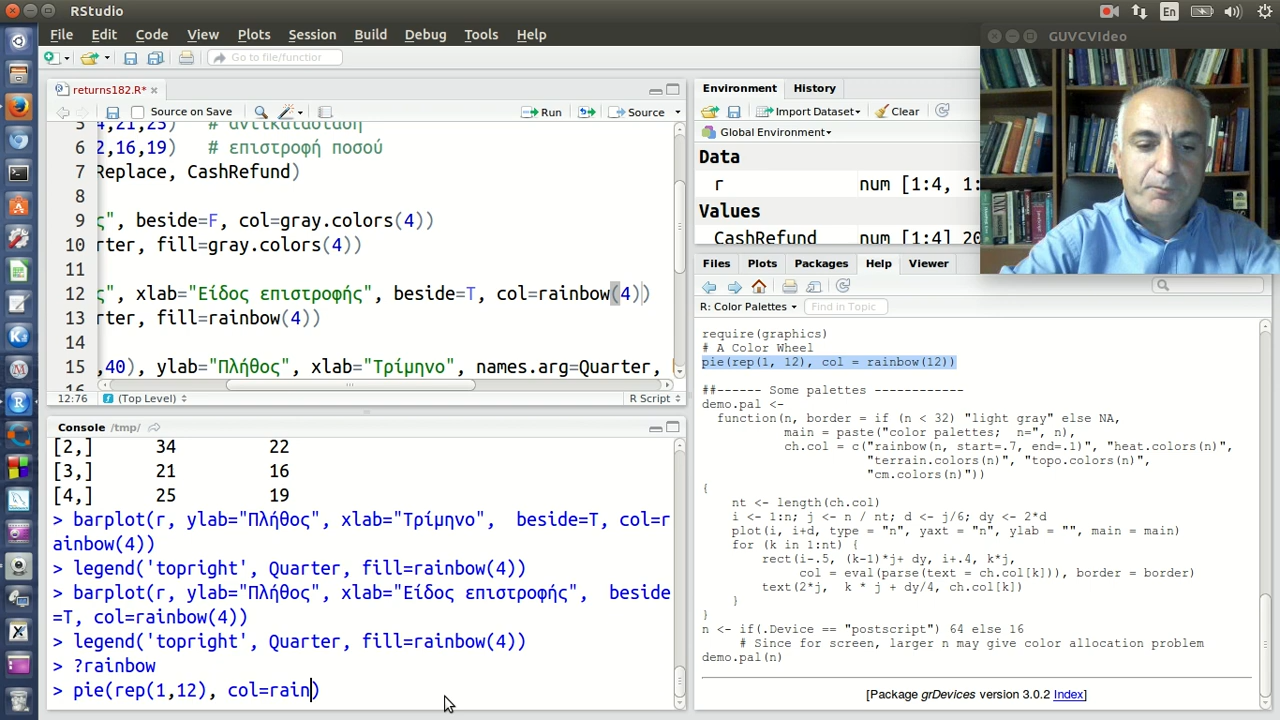 RStudio
En
File Edit Code View Plots Session Build Debug Tools Help
Go to file/function
GUVCVIdeo
returns182.R*
Source on Save
Run
Source
4,21,25) # αντικατάσταση
6 2,16,19) # επιστροφή ποσού
7 Replace, CashRefund)
8
9 ς", beside=F, col=gray.colors(4))
10 rter, fill=gray.colors(4))
11
12 ς", xlab="Είδος επιστροφής", beside=T, col=rainbow(4))
13 rter, fill=rainbow(4))
14
15 ,40), ylab="Πλήθος", xlab="Τρίμηνο", names.arg=Quarter,
16
12:76 (Top Level) R Script
Console /tmp/
[2,] 34 22
[3,] 21 16
[4,] 25 19
> barplot(r, ylab="Πλήθος", xlab="Τρίμηνο", beside=T, col=r
ainbow(4))
> legend('topright', Quarter, fill=rainbow(4))
> barplot(r, ylab="Πλήθος", xlab="Είδος επιστροφής", beside
=T, col=rainbow(4))
> legend('topright', Quarter, fill=rainbow(4))
> ?rainbow
> pie(rep(1,12), col=rain)
Environment History
Import Dataset Clear
Global Environment
Data
r num [1:4, 1:
Values
CashRefund num [1:4] 20
Files Plots Packages Help Viewer
R: Color Palettes Find in Topic
require(graphics)
# A Color Wheel
pie(rep(1, 12), col = rainbow(12))
##------ Some palettes ------------
demo.pal <-
function(n, border = if (n < 32) "light gray" else NA,
main = paste("color palettes; n=", n),
ch.col = c("rainbow(n, start=.7, end=.1)", "heat.colors(n)",
"terrain.colors(n)", "topo.colors(n)",
"cm.colors(n)"))
{
nt <- length(ch.col)
i <- 1:n; j <- n / nt; d <- j/6; dy <- 2*d
plot(i, i+d, type = "n", yaxt = "n", ylab = "", main = main)
for (k in 1:nt) {
rect(i-.5, (k-1)*j+ dy, i+.4, k*j,
col = eval(parse(text = ch.col[k])), border = border)
text(2*j, k * j + dy/4, ch.col[k])
}
}
n <- if(.Device == "postscript") 64 else 16
# Since for screen, larger n may give color allocation problem
demo.pal(n)
[Package grDevices version 3.0.2 Index]